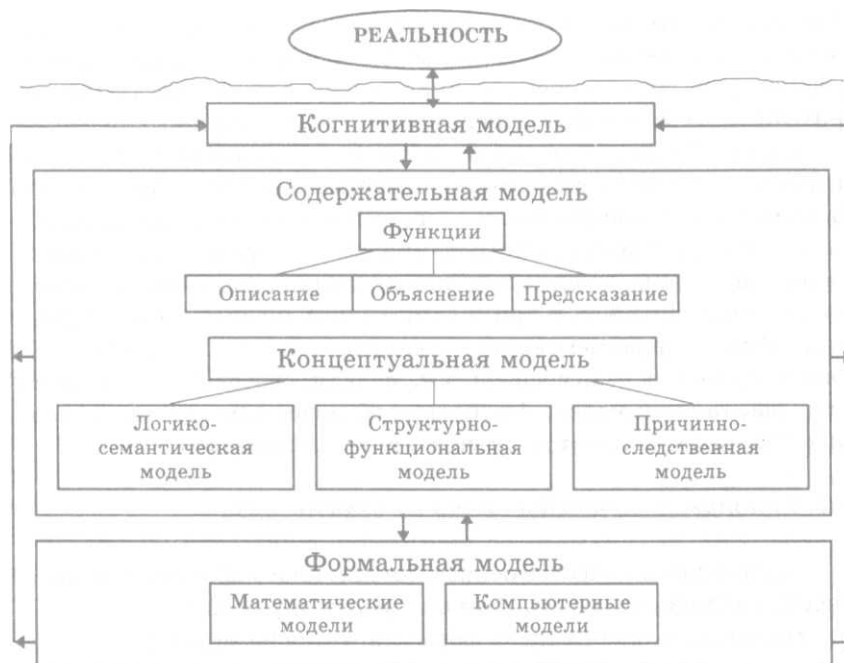 РЕАЛЬНОСТЬ
Когнитивная модель
Содержательная модель
Функции
Описание
Объяснение
Предсказание
Концептуальная модель
Логико-
семантическая
модель
Структурно-
функциональная
модель
Причинно-
следственная
модель
Формальная модель
Математические
модели
Компьютерные
модели